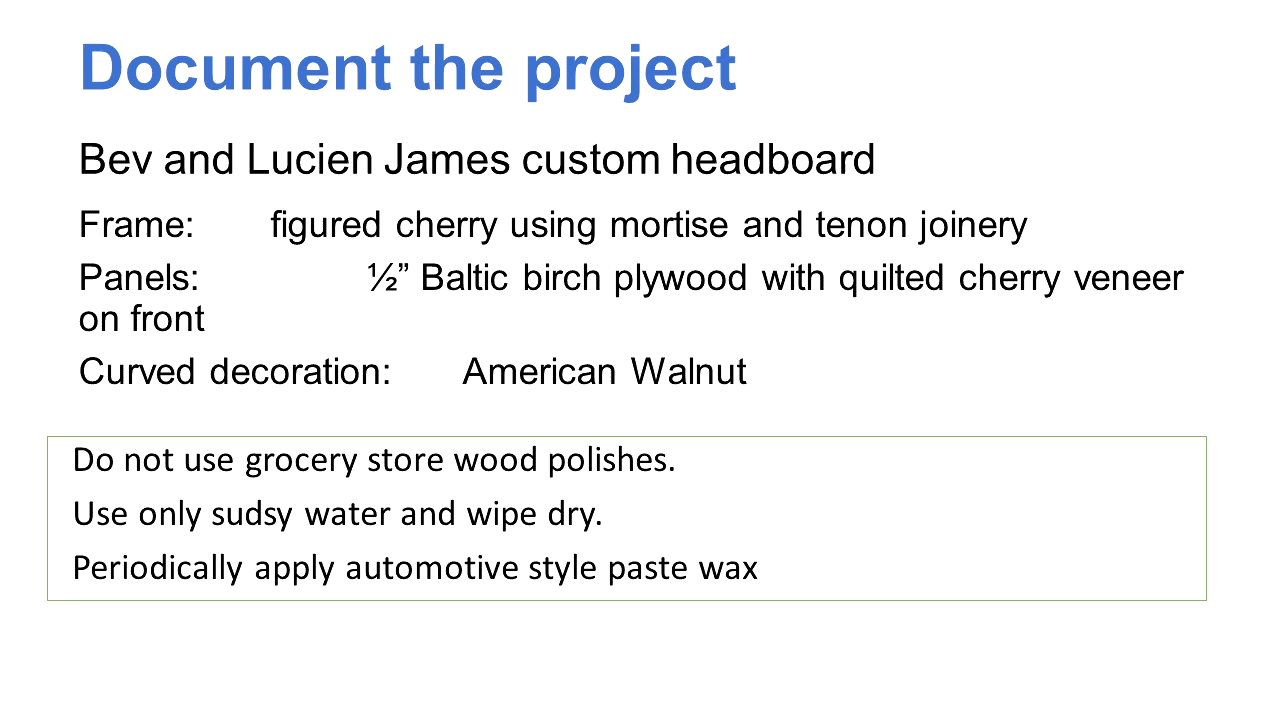 Document the project
Bev and Lucien James custom headboard
Frame: figured cherry using mortise and tenon joinery
Panels: ½” Baltic birch plywood with quilted cherry veneer
on front
Curved decoration: American Walnut
Do not use grocery store wood polishes.
Use only sudsy water and wipe dry.
Periodically apply automotive style paste wax